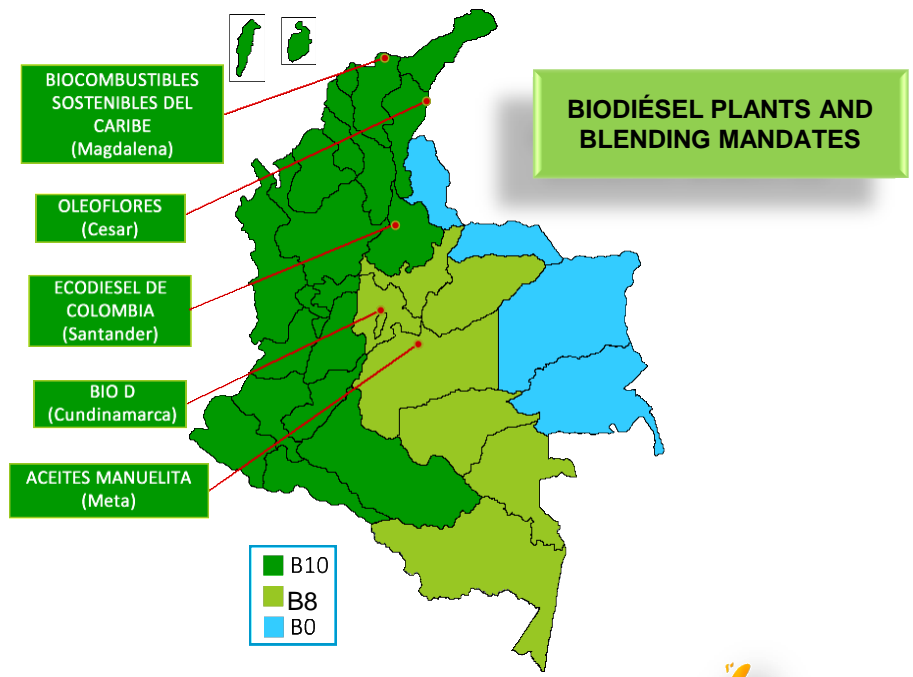 BIODIÉSEL PLANTS AND
BLENDING MANDATES
BIOCOMBUSTIBLES
SOSTENIBLES DEL
CARIBE
(Magdalena)
OLEOFLORES
(Cesar)
ECODIESEL DE
COLOMBIA
(Santander)
BIO D
(Cundinamarca)
ACEITES MANUELITA
(Meta)
B10
B8
B0